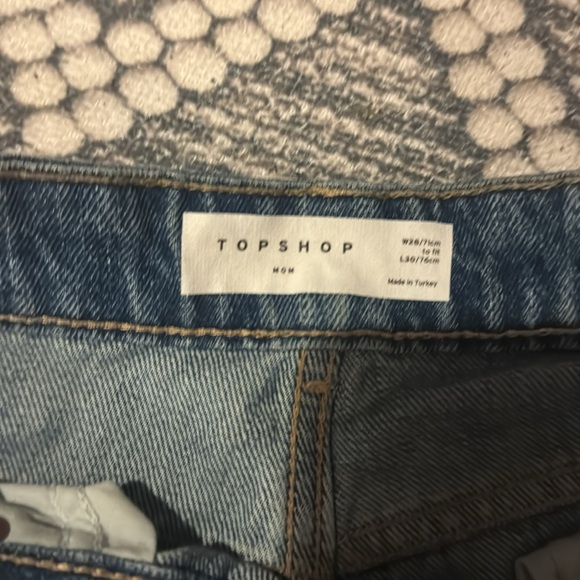 TOPSHOP
MOM
W28/71cm
to fit
L30/76cm
Made in Turkey